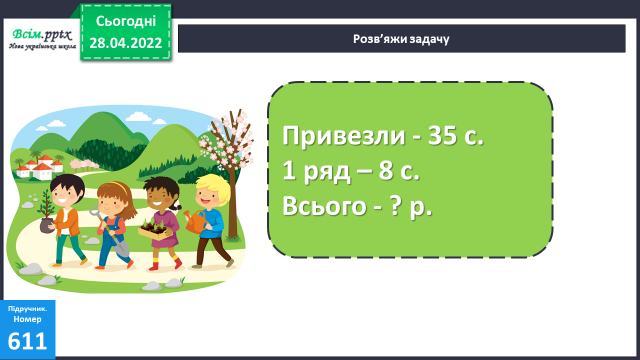 Всім.pptx
Нова українська школа
Сьогодні
28.04.2022
Розв’яжи задачу
Привезли - 35 с.
1 ряд – 8 с.
Всього - ? р.
Підручник.
Номер
611